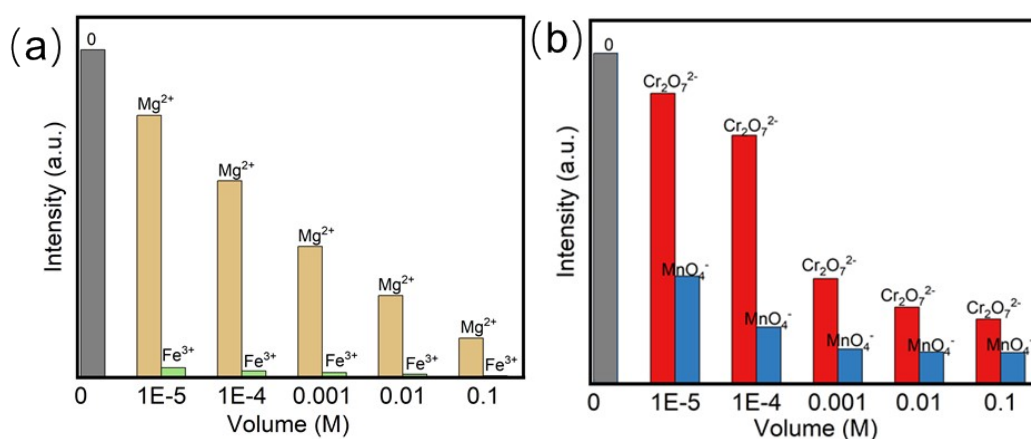 (a)
0
Mg²⁺
Mg²⁺
Mg²⁺
Mg²⁺
Mg²⁺
Fe³⁺
Fe³⁺
Fe³⁺
Fe³⁺
Fe³⁺
Intensity (a.u.)
0 1E-5 1E-4 0.001 0.01 0.1
Volume (M)
(b)
0
Cr₂O₇²⁻
Cr₂O₇²⁻
Cr₂O₇²⁻
Cr₂O₇²⁻
Cr₂O₇²⁻
MnO₄⁻
MnO₄⁻
MnO₄⁻
MnO₄⁻
MnO₄⁻
Intensity (a.u.)
0 1E-5 1E-4 0.001 0.01 0.1
Volume (M)